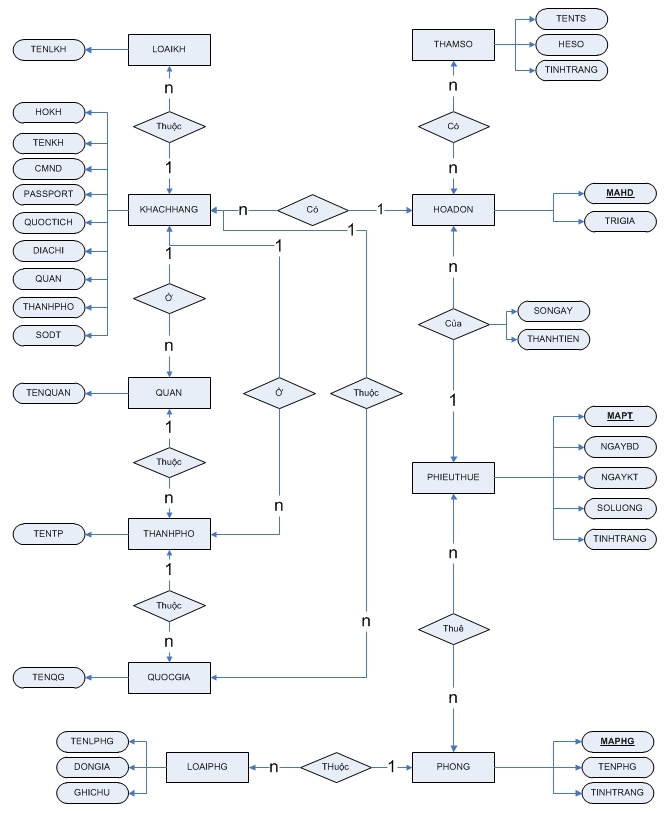 TENLKH
LOAIKH
n
Thuộc
1
HOKH
TENKH
CMND
PASSPORT
QUOCTICH
DIACHI
QUAN
THANHPHO
SODT
KHACHHANG
n
Có
1
HOADON
MAHD
TRIGIA
THAMSO
TENTS
HESO
TINHTRANG
n
Có
n
1
Ở
n
1
Ở
n
1
Thuộc
n
TENQUAN
QUAN
1
Thuộc
n
TENTP
THANHPHO
1
Thuộc
n
TENQG
QUOCGIA
n
Của
1
SONGAY
THANHTIEN
PHIEUTHUE
MAPT
NGAYBD
NGAYKT
SOLUONG
TINHTRANG
n
Thuê
n
TENLPHG
DONGIA
GHICHU
LOAIPHG
n
THuộc
1
PHONG
MAPHG
TENPHG
TINHTRANG